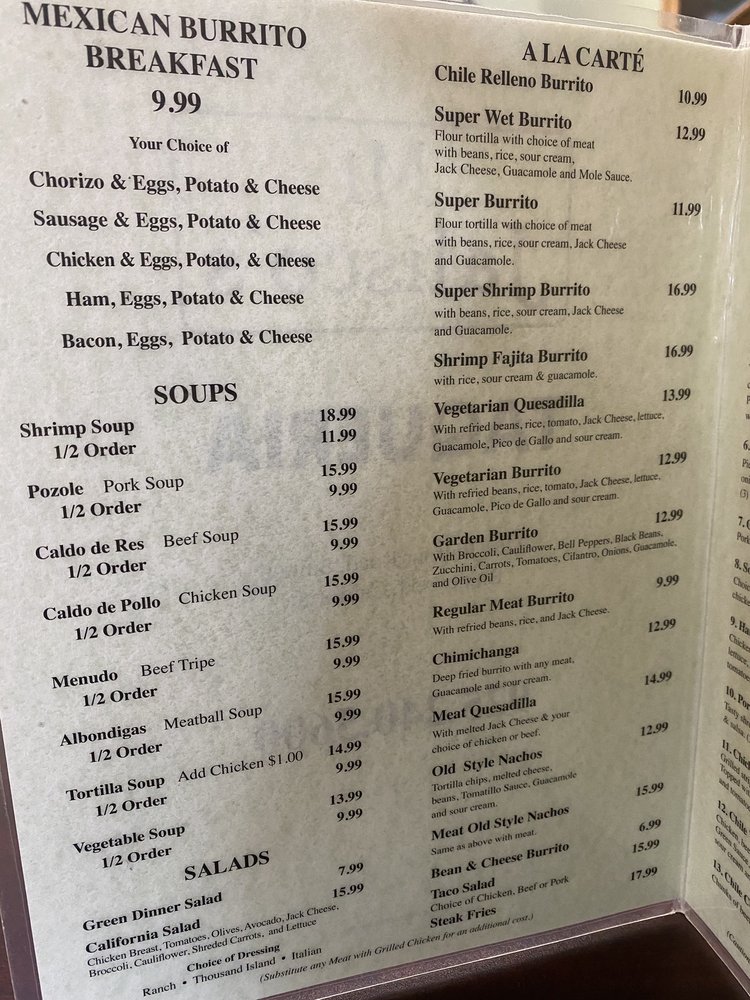 MEXICAN BURRITO
BREAKFAST
9.99
Your Choice of
Chorizo & Eggs, Potato & Cheese
Sausage & Eggs, Potato & Cheese
Chicken & Eggs, Potato, & Cheese
Ham, Eggs, Potato & Cheese
Bacon, Eggs, Potato & Cheese
SOUPS
Shrimp Soup 18.99
1/2 Order 11.99
Pozole Pork Soup 15.99
1/2 Order 9.99
Caldo de Res Beef Soup 15.99
1/2 Order 9.99
Caldo de Pollo Chicken Soup 15.99
1/2 Order 9.99
Menudo Beef Tripe 15.99
1/2 Order 9.99
Albondigas Meatball Soup 15.99
1/2 Order 9.99
Tortilla Soup Add Chicken $1.00 14.99
1/2 Order 9.99
Vegetable Soup 13.99
1/2 Order 9.99
SALADS
Green Dinner Salad 7.99
California Salad 15.99
Chicken Breast, Tomatoes, Olives, Avocado, Jack Cheese,
Broccoli, Cauliflower, Shreded Carrots, and Lettuce
Choice of Dressing
Ranch • Thousand Island • Italian
A LA CARTÉ
Chile Relleno Burrito 10.99
Super Wet Burrito 12.99
Flour tortilla with choice of meat
with beans, rice, sour cream,
Jack Cheese, Guacamole and Mole Sauce.
Super Burrito 11.99
Flour tortilla with choice of meat
with beans, rice, sour cream, Jack Cheese
and Guacamole.
Super Shrimp Burrito 16.99
with beans, rice, sour cream, Jack Cheese
and Guacamole.
Shrimp Fajita Burrito 16.99
with rice, sour cream & guacamole.
Vegetarian Quesadilla 13.99
With refried beans, rice, tomato, Jack Cheese, lettuce,
Guacamole, Pico de Gallo and sour cream.
Vegetarian Burrito 12.99
With refried beans, rice, tomato, Jack Cheese, lettuce,
Guacamole, Pico de Gallo and sour cream.
Garden Burrito 12.99
With Broccoli, Cauliflower, Bell Peppers, Black Beans,
Zucchini, Carrots, Tomatoes, Cilantro, Onions, Guacamole,
and Olive Oil
Regular Meat Burrito 9.99
With refried beans, rice, and Jack Cheese.
Chimichanga 12.99
Deep fried burrito with any meat,
Guacamole and sour cream.
Meat Quesadilla 14.99
With melted Jack Cheese & your
choice of chicken or beef.
Old Style Nachos 12.99
Tortilla chips, melted cheese,
beans, Tomatillo Sauce, Guacamole
and sour cream.
Meat Old Style Nachos 15.99
Same as above with meat.
Bean & Cheese Burrito 6.99
Taco Salad 15.99
Choice of Chicken, Beef or Pork
Steak Fries 17.99
(Substitute any Meat with Grilled Chicken for an additional cost.)
6.
(3)
7.
8.
9.
10.
& salsa.
11.
12.
13. Chile